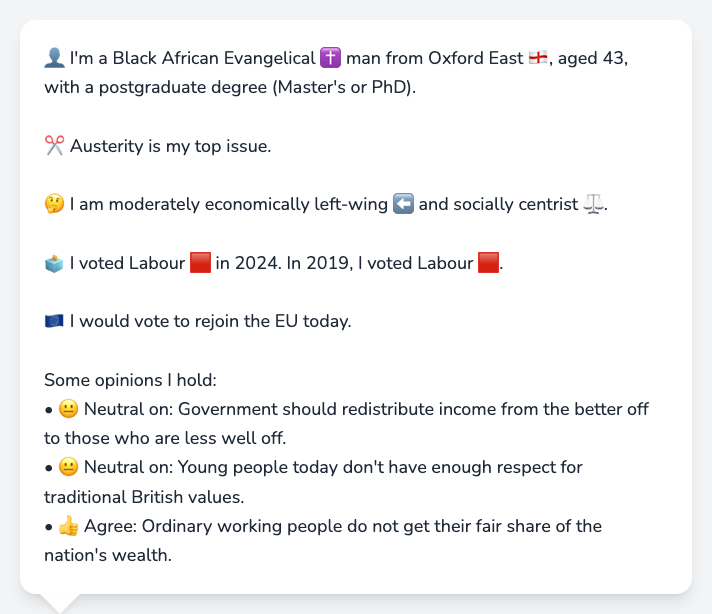 👤 I'm a Black African Evangelical ✝️ man from Oxford East 🏴󠁧󠁢󠁥󠁮󠁧󠁿, aged 43,
with a postgraduate degree (Master's or PhD).
✂️ Austerity is my top issue.
🤔 I am moderately economically left-wing ⬅️ and socially centrist ⚖️.
🗳️ I voted Labour 🟥 in 2024. In 2019, I voted Labour 🟥.
🇪🇺 I would vote to rejoin the EU today.
Some opinions I hold:
• 😐 Neutral on: Government should redistribute income from the better off
to those who are less well off.
• 😐 Neutral on: Young people today don't have enough respect for
traditional British values.
• 👍 Agree: Ordinary working people do not get their fair share of the
nation's wealth.